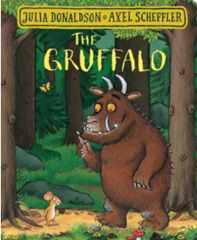 JULIA DONALDSON • AXEL SCHEFFLER
THE
GRUFFALO